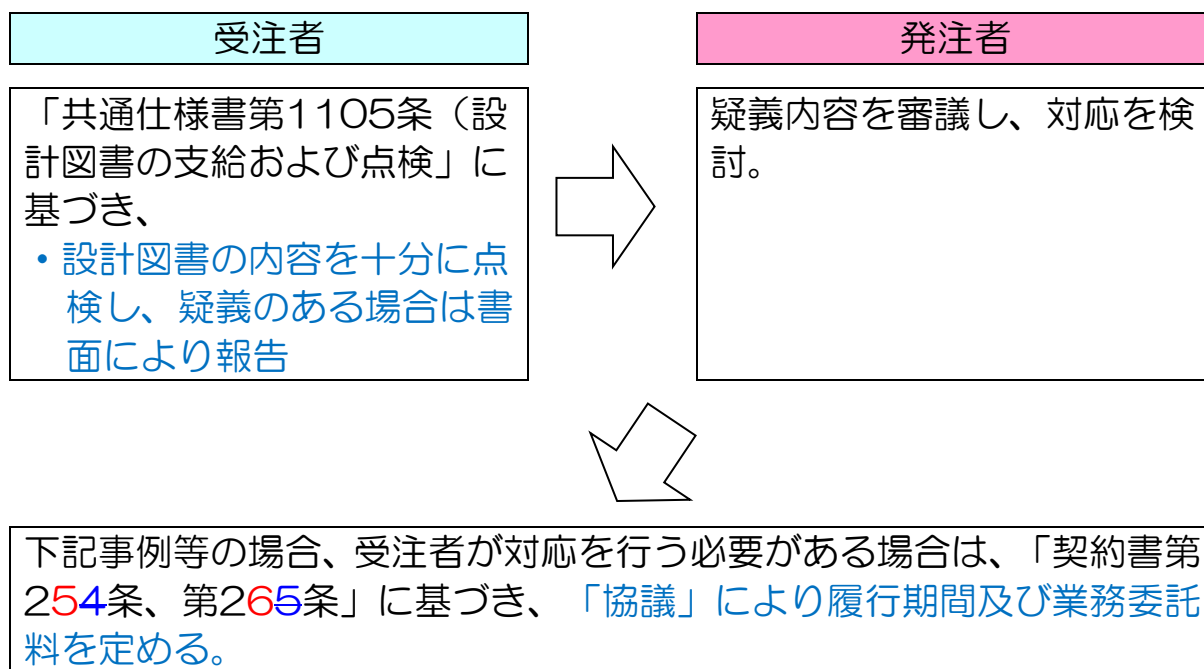 受注者
発注者
「共通仕様書第1105条（設
計図書の支給および点検」に
基づき、
・設計図書の内容を十分に点
検し、疑義のある場合は書
面により報告
疑義内容を審議し、対応を検
討。
下記事例等の場合、受注者が対応を行う必要がある場合は、「契約書第
254条、第265条」に基づき、「協議」により履行期間及び業務委託
料を定める。